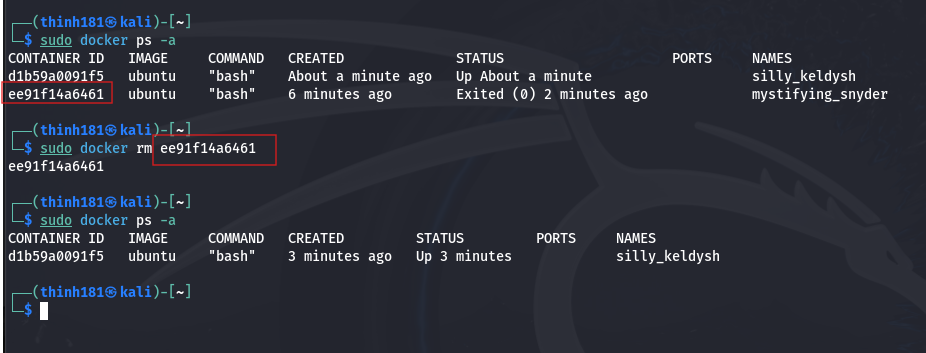 ┌──(thinh181㉿kali)-[~]
└─$ sudo docker ps -a
CONTAINER ID   IMAGE     COMMAND   CREATED              STATUS                     PORTS     NAMES
d1b59a0091f5   ubuntu    "bash"    About a minute ago   Up About a minute                    silly_keldysh
ee91f14a6461   ubuntu    "bash"    6 minutes ago        Exited (0) 2 minutes ago             mystifying_snyder
┌──(thinh181㉿kali)-[~]
└─$ sudo docker rm ee91f14a6461
ee91f14a6461
┌──(thinh181㉿kali)-[~]
└─$ sudo docker ps -a
CONTAINER ID   IMAGE     COMMAND   CREATED         STATUS         PORTS     NAMES
d1b59a0091f5   ubuntu    "bash"    3 minutes ago   Up 3 minutes             silly_keldysh
┌──(thinh181㉿kali)-[~]
└─$